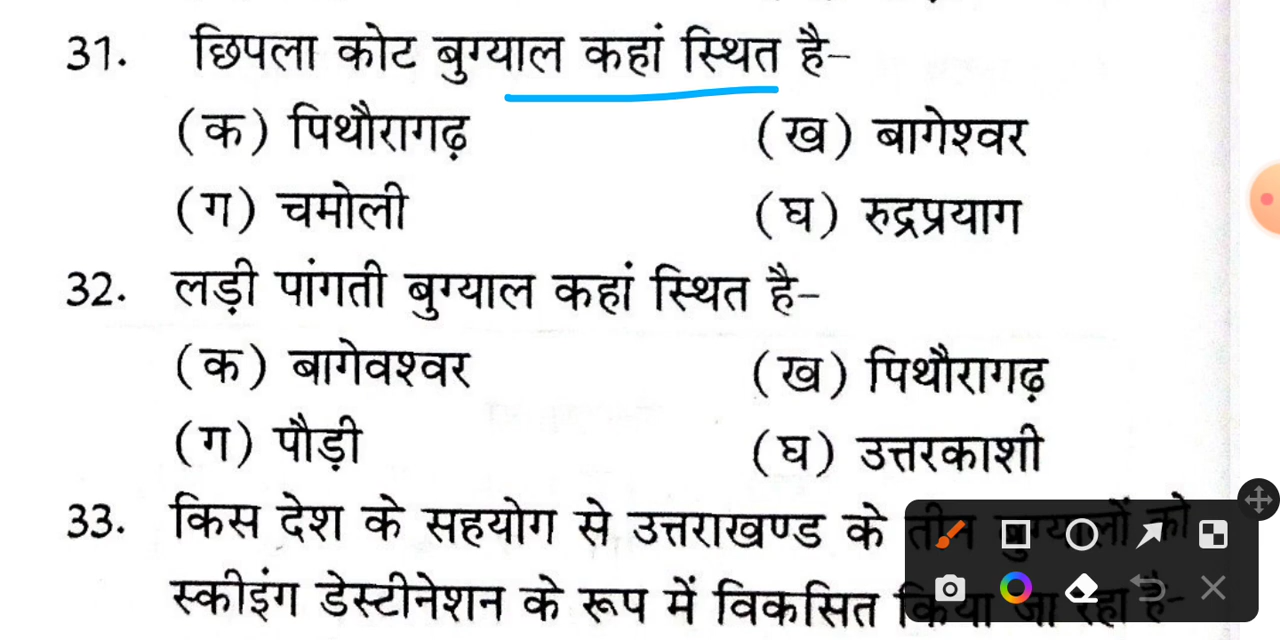 31. छिपला कोट बुग्याल कहां स्थित है-
(क) पिथौरागढ़ (ख) बागेश्वर
(ग) चमोली (घ) रुद्रप्रयाग
32. लड़ी पांगती बुग्याल कहां स्थित है-
(क) बागेवश्वर (ख) पिथौरागढ़
(ग) पौड़ी (घ) उत्तरकाशी
33. किस देश के सहयोग से उत्तराखण्ड के तीन बुग्यालों को
स्कीइंग डेस्टीनेशन के रूप में विकसित किया जा रहा है-